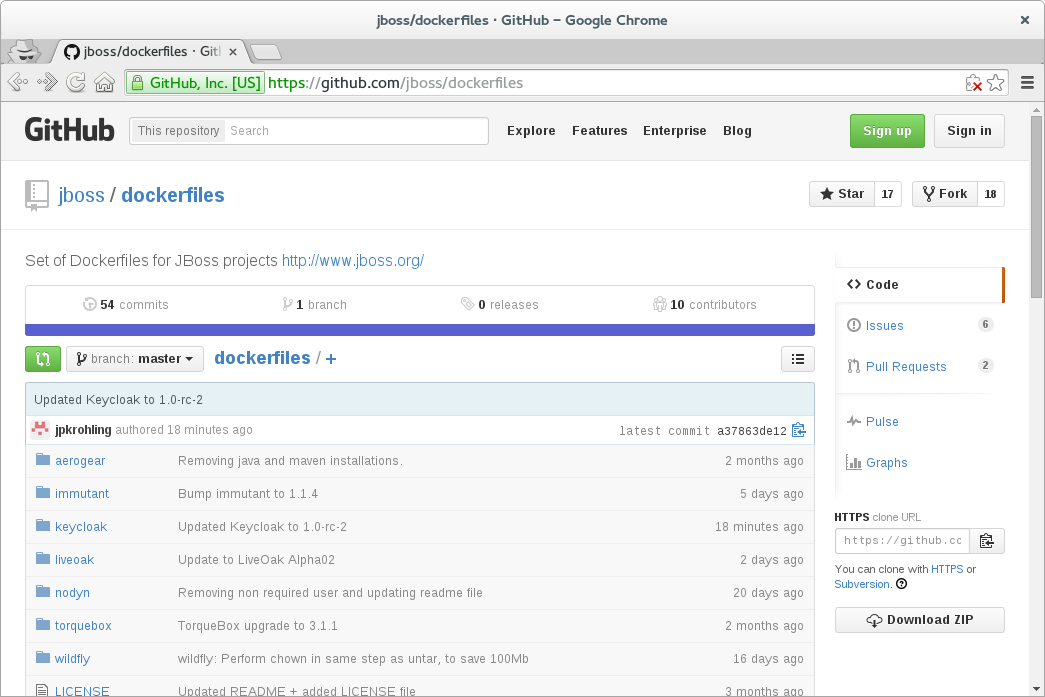 jboss/dockerfiles · GitHub – Google Chrome
jboss/dockerfiles · Git
GitHub, Inc. [US] https://github.com/jboss/dockerfiles
GitHub This repository Search Explore Features Enterprise Blog Sign up Sign in
jboss / dockerfiles Star 17 Fork 18
Set of Dockerfiles for JBoss projects http://www.jboss.org/
54 commits 1 branch 0 releases 10 contributors
branch: master dockerfiles / +
Updated Keycloak to 1.0-rc-2
jpkrohling authored 18 minutes ago latest commit a37863de12
aerogear Removing java and maven installations. 2 months ago
immutant Bump immutant to 1.1.4 5 days ago
keycloak Updated Keycloak to 1.0-rc-2 18 minutes ago
liveoak Update to LiveOak Alpha02 2 days ago
nodyn Removing non required user and updating readme file 20 days ago
torquebox TorqueBox upgrade to 3.1.1 2 months ago
wildfly wildfly: Perform chown in same step as untar, to save 100Mb 16 days ago
LICENSE Updated README + added LICENSE file 3 months ago
Code
Issues 6
Pull Requests 2
Pulse
Graphs
HTTPS clone URL
https://github.cc
You can clone with HTTPS or
Subversion.
Download ZIP